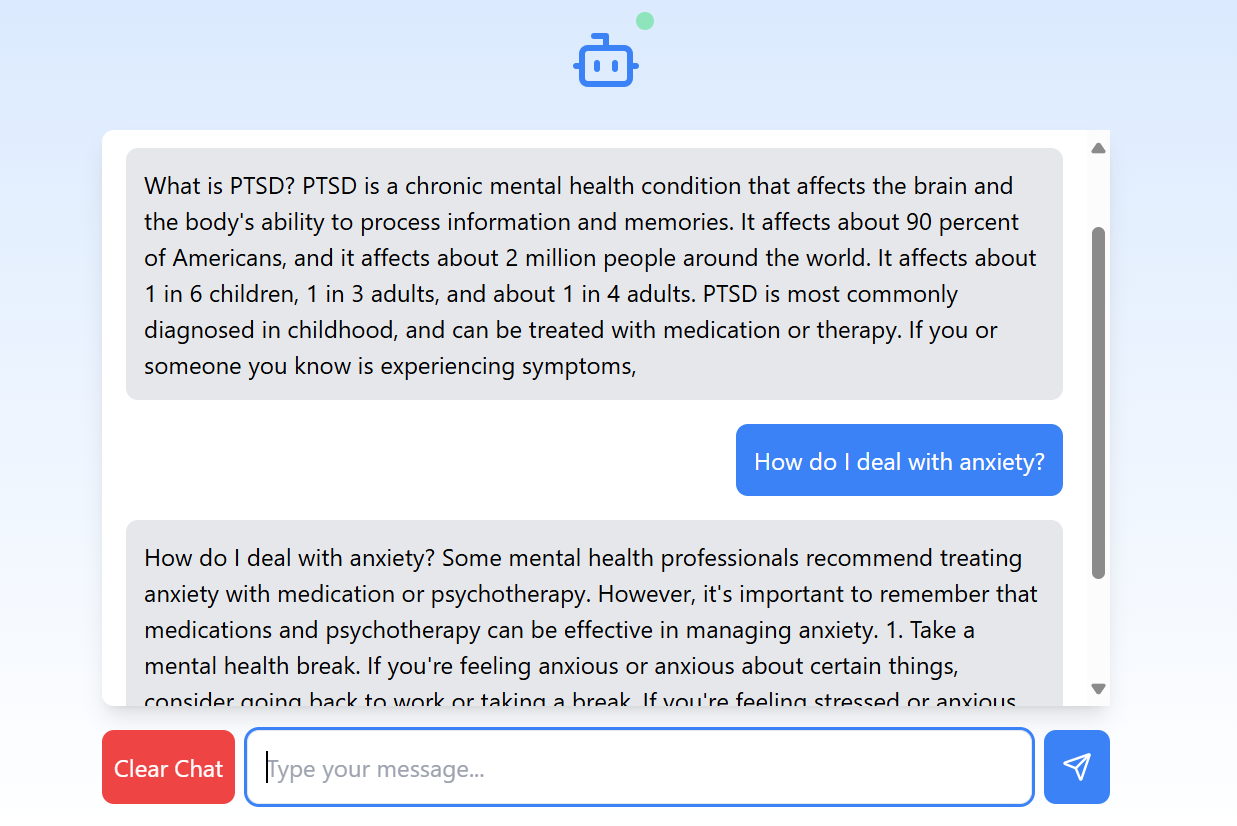 What is PTSD? PTSD is a chronic mental health condition that affects the brain and
the body's ability to process information and memories. It affects about 90 percent
of Americans, and it affects about 2 million people around the world. It affects about
1 in 6 children, 1 in 3 adults, and about 1 in 4 adults. PTSD is most commonly
diagnosed in childhood, and can be treated with medication or therapy. If you or
someone you know is experiencing symptoms,
How do I deal with anxiety?
How do I deal with anxiety? Some mental health professionals recommend treating
anxiety with medication or psychotherapy. However, it's important to remember that
medications and psychotherapy can be effective in managing anxiety. 1. Take a
mental health break. If you're feeling anxious or anxious about certain things,
consider going back to work or taking a break. If you're feeling stressed or anxious
Clear Chat
Type your message...